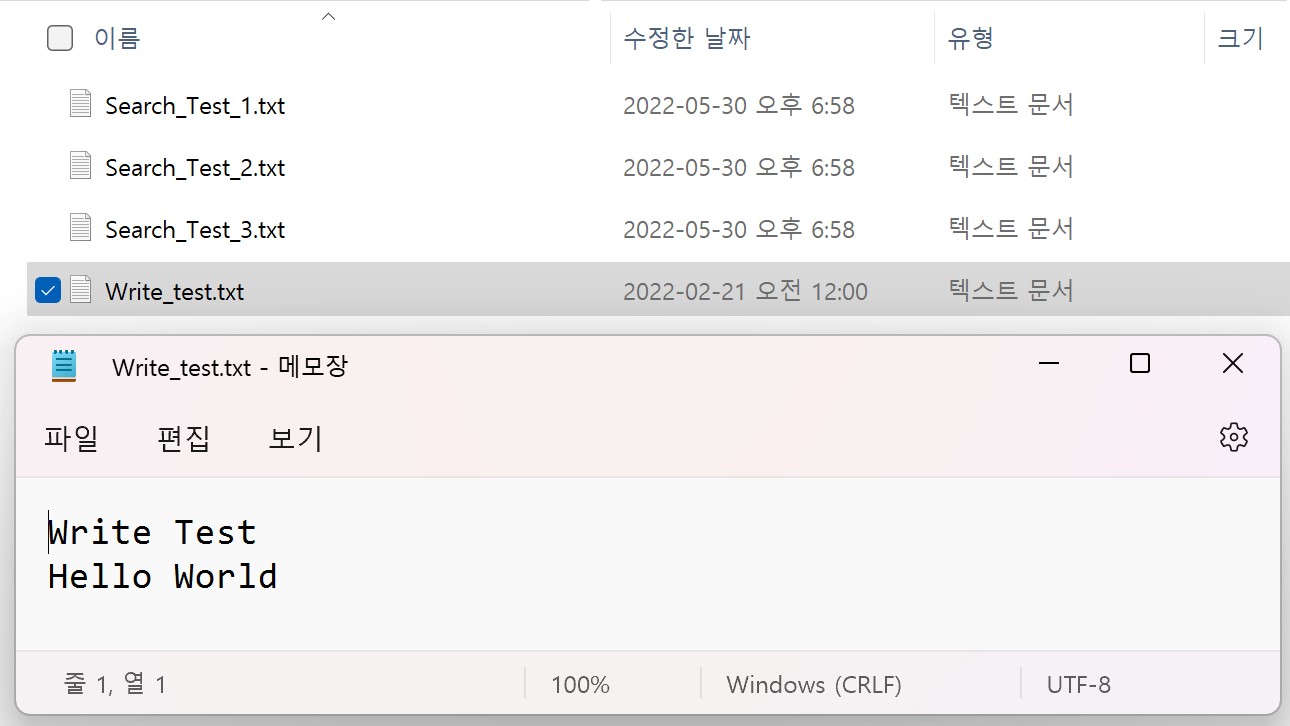 이름 수정한 날짜 유형 크기
Search_Test_1.txt 2022-05-30 오후 6:58 텍스트 문서
Search_Test_2.txt 2022-05-30 오후 6:58 텍스트 문서
Search_Test_3.txt 2022-05-30 오후 6:58 텍스트 문서
Write_test.txt 2022-02-21 오전 12:00 텍스트 문서
Write_test.txt - 메모장
파일 편집 보기
Write Test
Hello World
줄 1, 열 1 100% Windows (CRLF) UTF-8